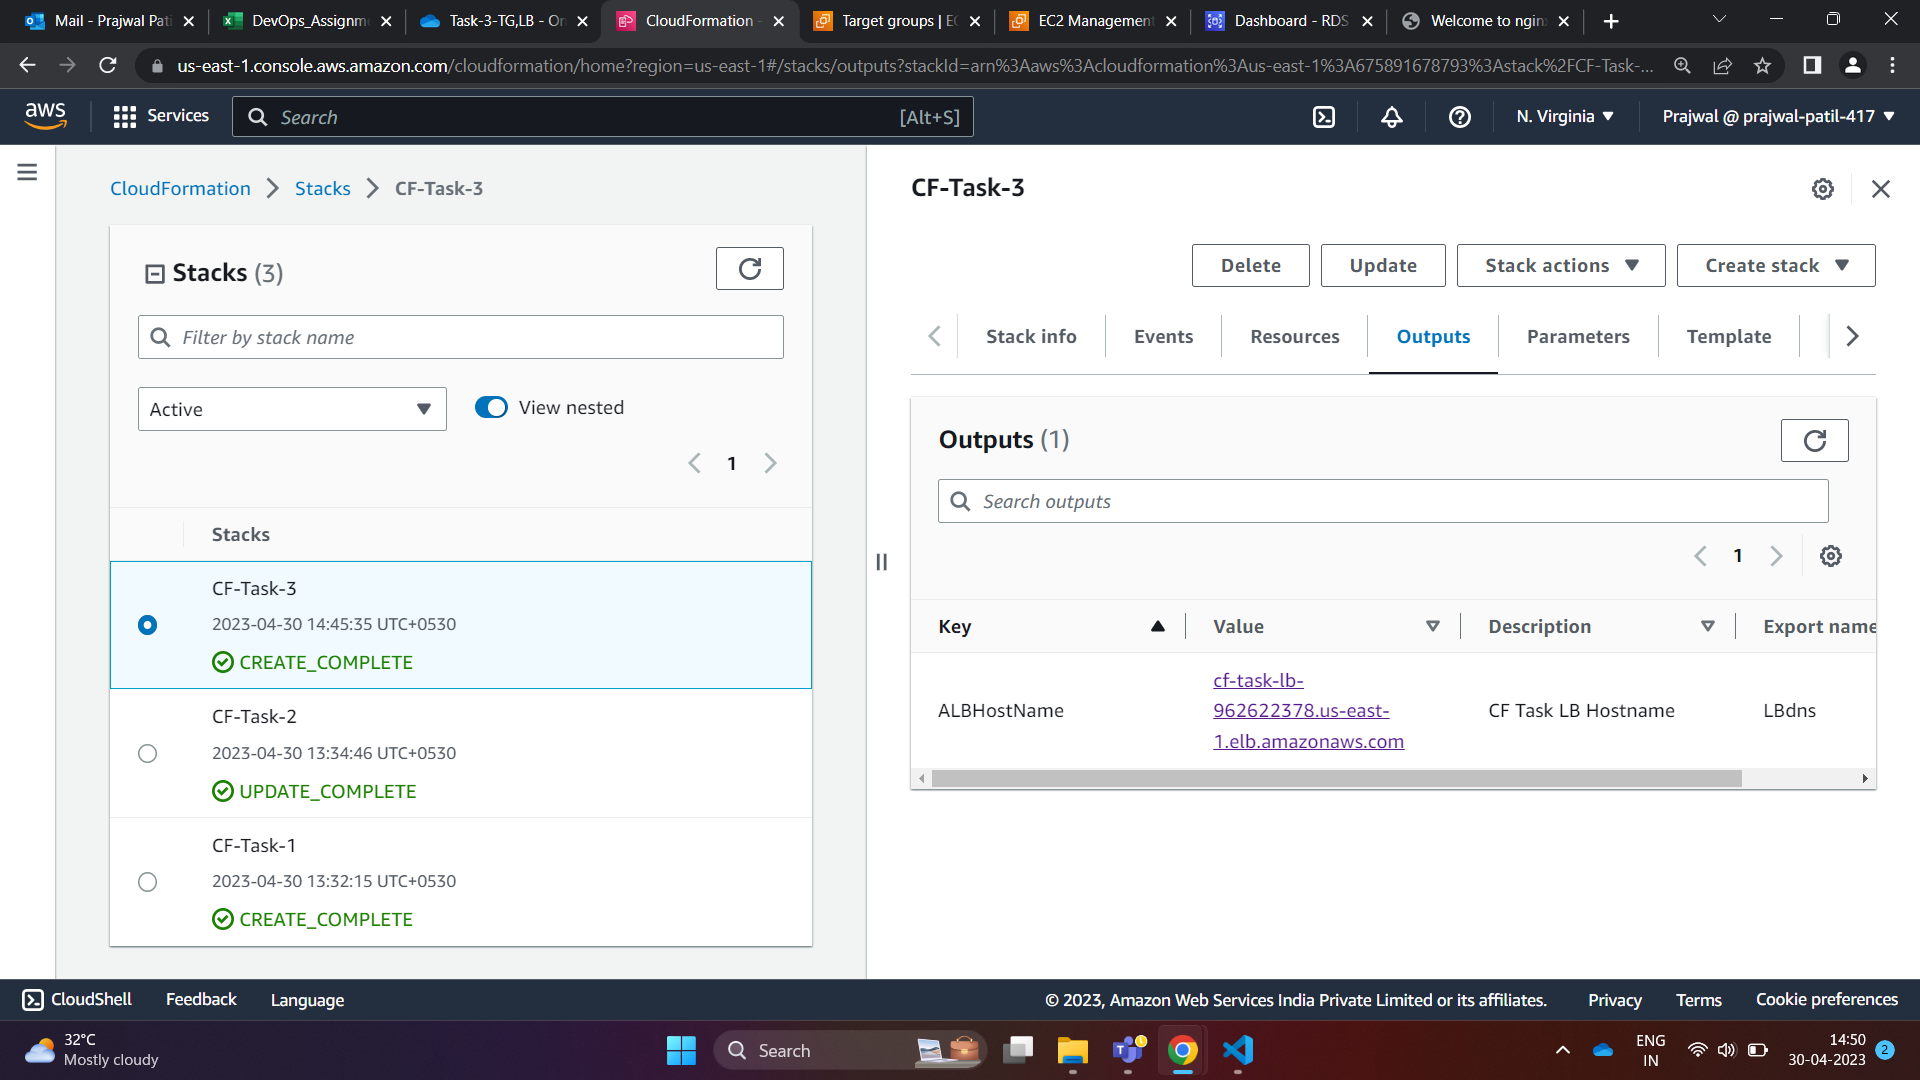 Mail - Prajwal Pati
DevOps_Assignm
Task-3-TG,LB - On
CloudFormation -
Target groups | EC
EC2 Management
Dashboard - RDS
Welcome to ngin
us-east-1.console.aws.amazon.com/cloudformation/home?region=us-east-1#/stacks/outputs?stackId=arn%3Aaws%3Acloudformation%3Aus-east-1%3A675891678793%3Astack%2FCF-Task-...
aws
Services
Search
[Alt+S]
N. Virginia
Prajwal @ prajwal-patil-417
CloudFormation
Stacks
CF-Task-3
Stacks (3)
Filter by stack name
Active
View nested
1
Stacks
CF-Task-3
2023-04-30 14:45:35 UTC+0530
CREATE_COMPLETE
CF-Task-2
2023-04-30 13:34:46 UTC+0530
UPDATE_COMPLETE
CF-Task-1
2023-04-30 13:32:15 UTC+0530
CREATE_COMPLETE
CF-Task-3
Delete
Update
Stack actions
Create stack
Stack info
Events
Resources
Outputs
Parameters
Template
Outputs (1)
Search outputs
1
Key
Value
Description
Export name
ALBHostName
cf-task-lb-
962622378.us-east-
1.elb.amazonaws.com
CF Task LB Hostname
LBdns
CloudShell
Feedback
Language
© 2023, Amazon Web Services India Private Limited or its affiliates.
Privacy
Terms
Cookie preferences
32°C
Mostly cloudy
Search
ENG
IN
14:50
30-04-2023
2